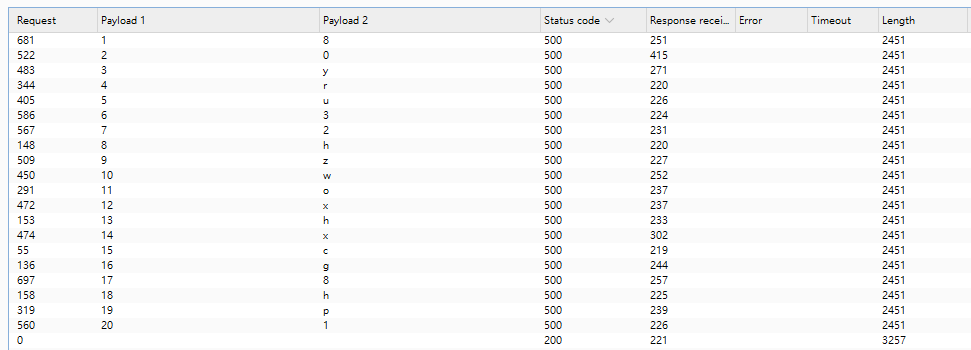 Request Payload 1 Payload 2 Status code Response recei... Error Timeout Length
681 1 8 500 251 2451
522 2 0 500 415 2451
483 3 y 500 271 2451
344 4 r 500 220 2451
405 5 u 500 226 2451
586 6 3 500 224 2451
567 7 2 500 231 2451
148 8 h 500 220 2451
509 9 z 500 227 2451
450 10 w 500 252 2451
291 11 o 500 237 2451
472 12 x 500 237 2451
153 13 h 500 233 2451
474 14 x 500 302 2451
55 15 c 500 219 2451
136 16 g 500 244 2451
697 17 8 500 257 2451
158 18 h 500 225 2451
319 19 p 500 239 2451
560 20 1 500 226 2451
0 200 221 3257